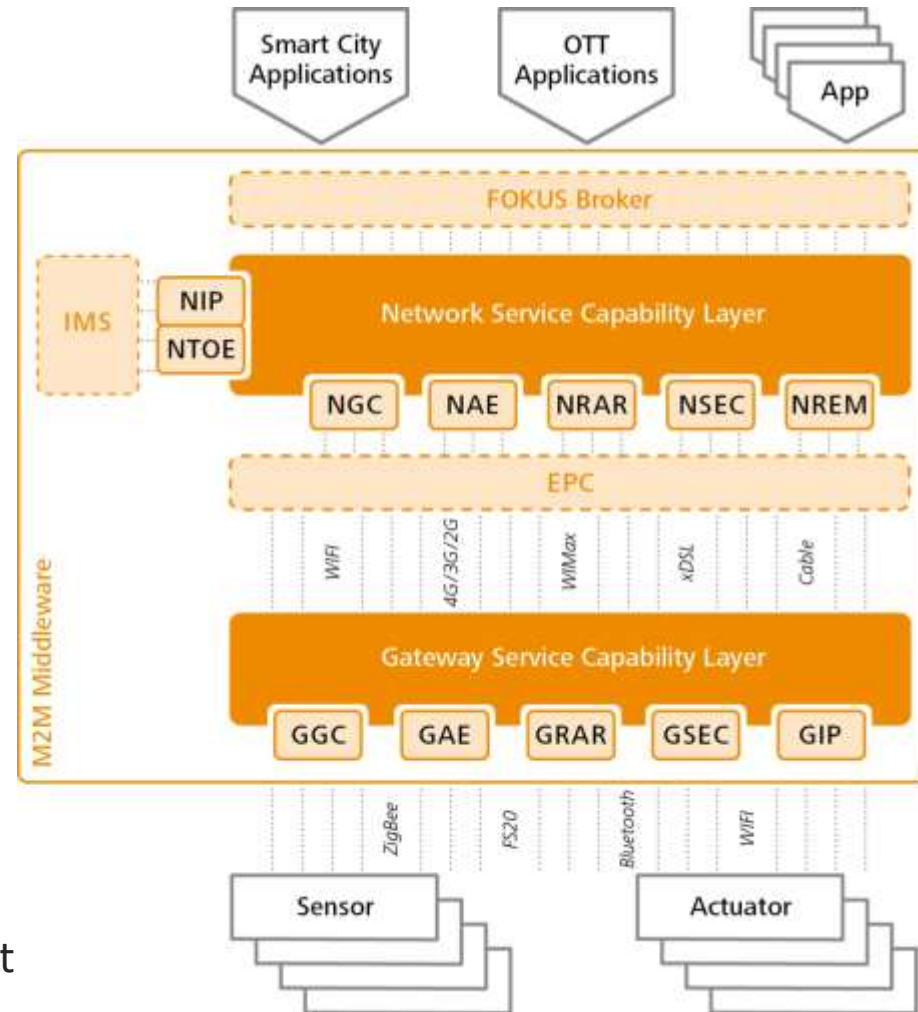 Smart City
Applications
OTT
Applications
App
FOKUS Broker
IMS
NIP
NTOE
Network Service Capability Layer
NGC
NAE
NRAR
NSEC
NREM
EPC
WIFI
4G/3G/2G
WIMax
xDSL
Cable
M2M Middleware
Gateway Service Capability Layer
GGC
GAE
GRAR
GSEC
GIP
ZigBee
FS20
Bluetooth
WIFI
Sensor
Actuator
t